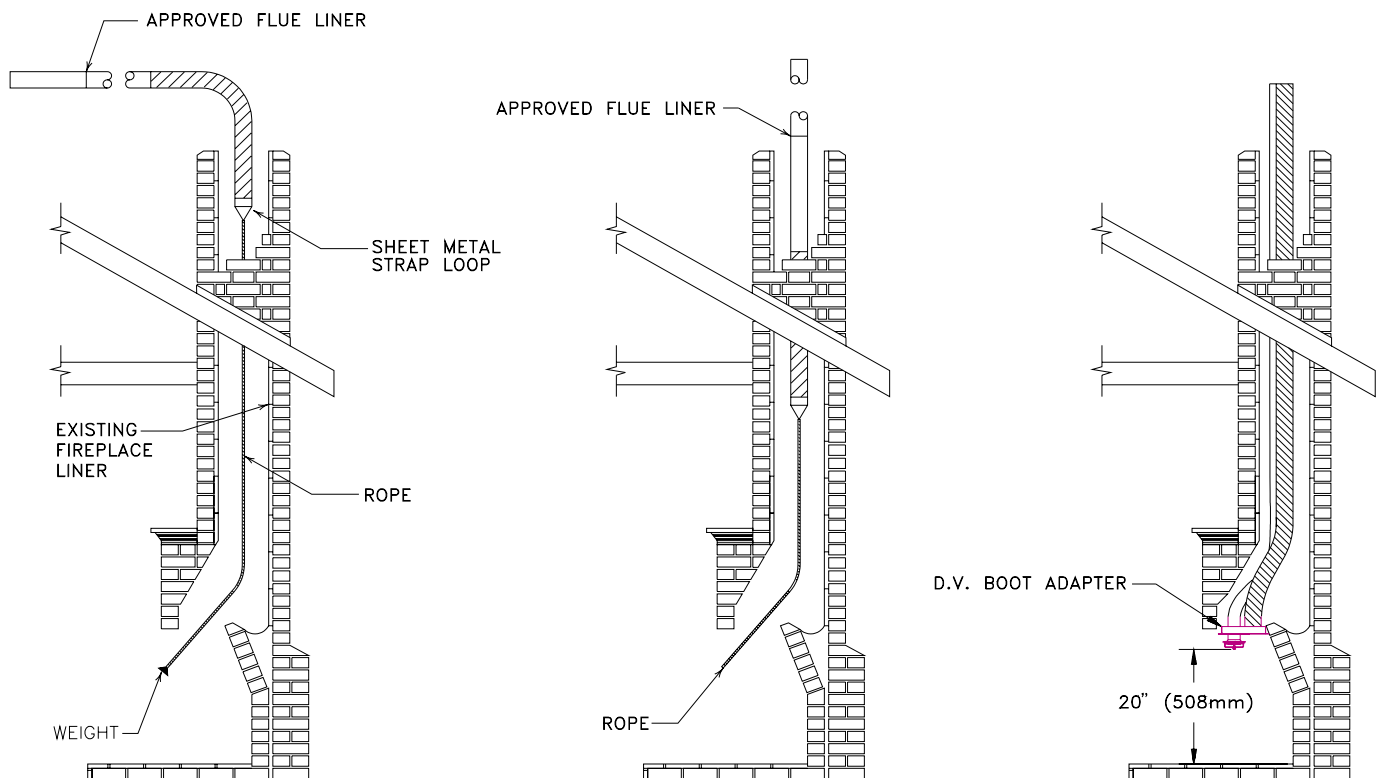 APPROVED FLUE LINER
SHEET METAL
STRAP LOOP
EXISTING
FIREPLACE
LINER
ROPE
WEIGHT
APPROVED FLUE LINER
ROPE
D.V. BOOT ADAPTER
20" (508mm)